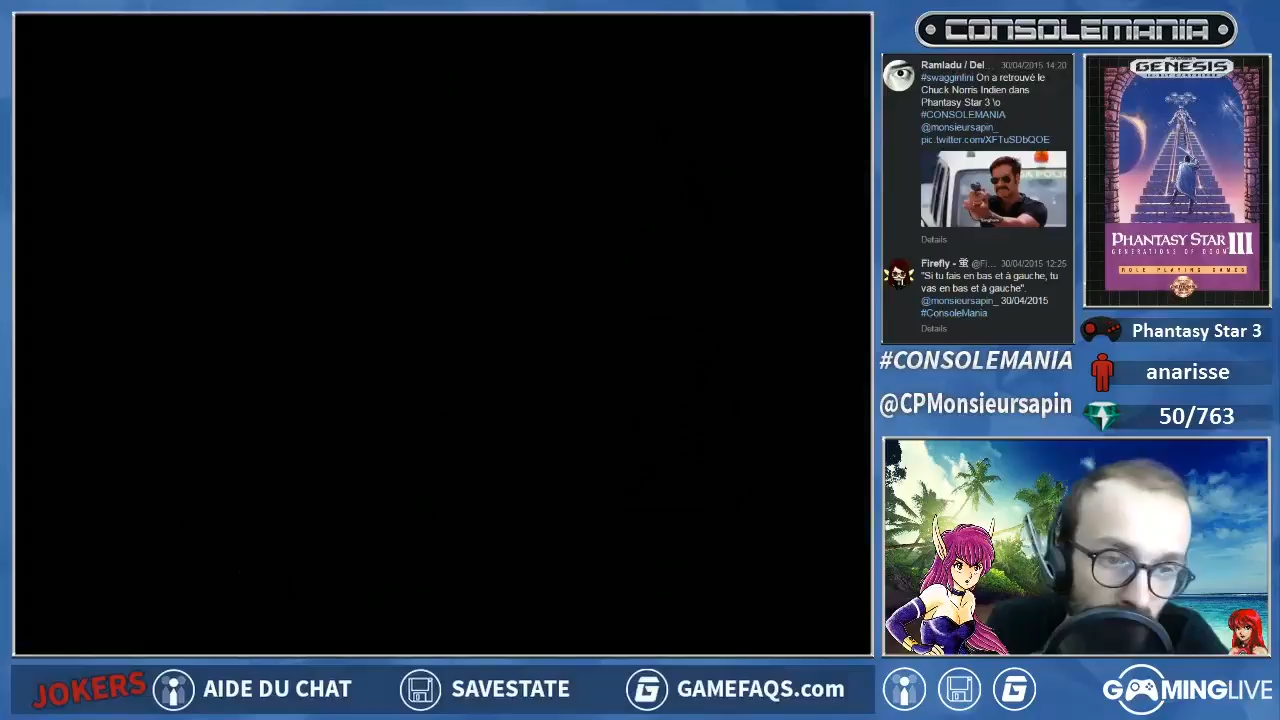 CONSOLEMANIA
Ramladu / Del... 30/04/2015 14:20
#swagginfini On a retrouvé le
Chuck Norris Indien dans
Phantasy Star 3 \o
#CONSOLEMANIA
@monsieursapin_
pic.twitter.com/XFTuSDbQOE
Details
Firefly - 蛍 @Fi... 30/04/2015 12:25
"Si tu fais en bas et à gauche, tu
vas en bas et à gauche".
@monsieursapin_ 30/04/2015
#ConsoleMania
Details
#CONSOLEMANIA
@CPMonsieursapin
GENESIS
PHANTASY STAR III
GENERATIONS OF DOOM
ROLE PLAYING GAMES
Phantasy Star 3
anarisse
50/763
JOKERS
AIDE DU CHAT
SAVESTATE
GAMEFAQS.com
GAMINGLIVE